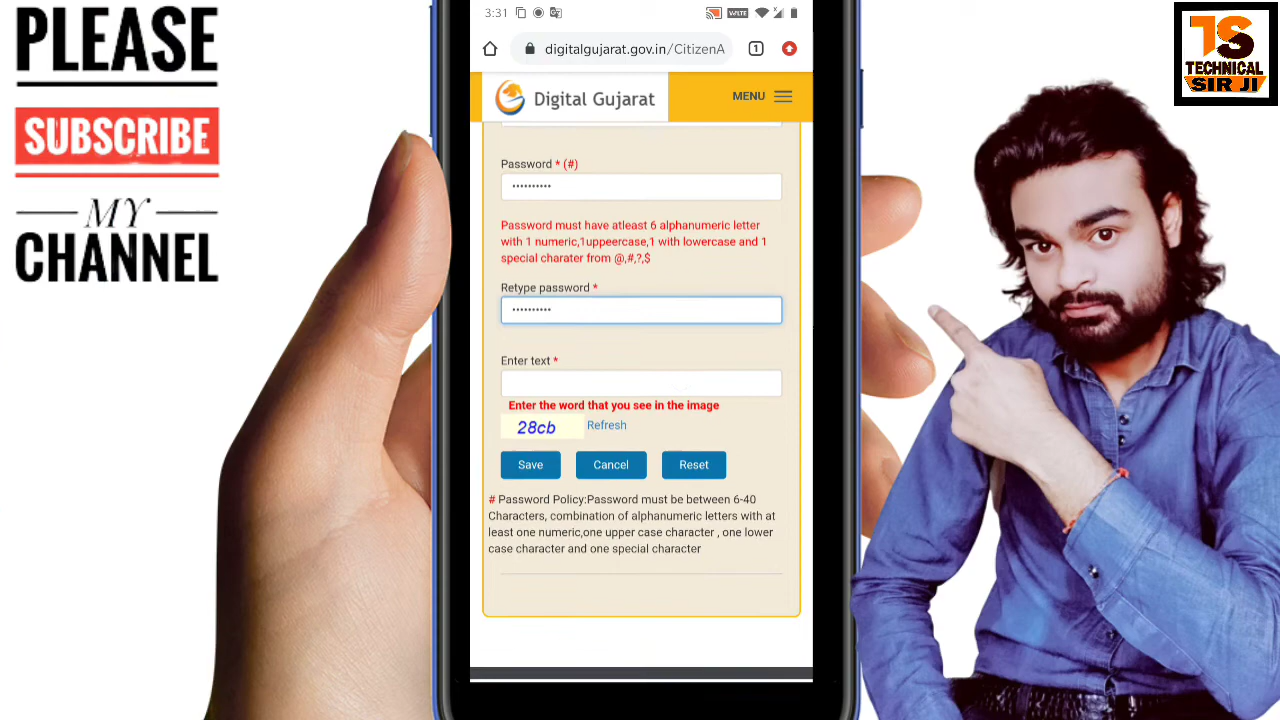 PLEASE
SUBSCRIBE
MY
CHANNEL
3:31
VoLTE
digitalgujarat.gov.in/CitizenA
1
Digital Gujarat
MENU
Password * (#)
••••••••••
Password must have atleast 6 alphanumeric letter
with 1 numeric,1uppeercase,1 with lowercase and 1
special charater from @,#,?,$
Retype password *
••••••••••
Enter text *
Enter the word that you see in the image
28cb Refresh
Save Cancel Reset
# Password Policy:Password must be between 6-40
Characters, combination of alphanumeric letters with at
least one numeric,one upper case character , one lower
case character and one special character
TS
TECHNICAL
SIR JI